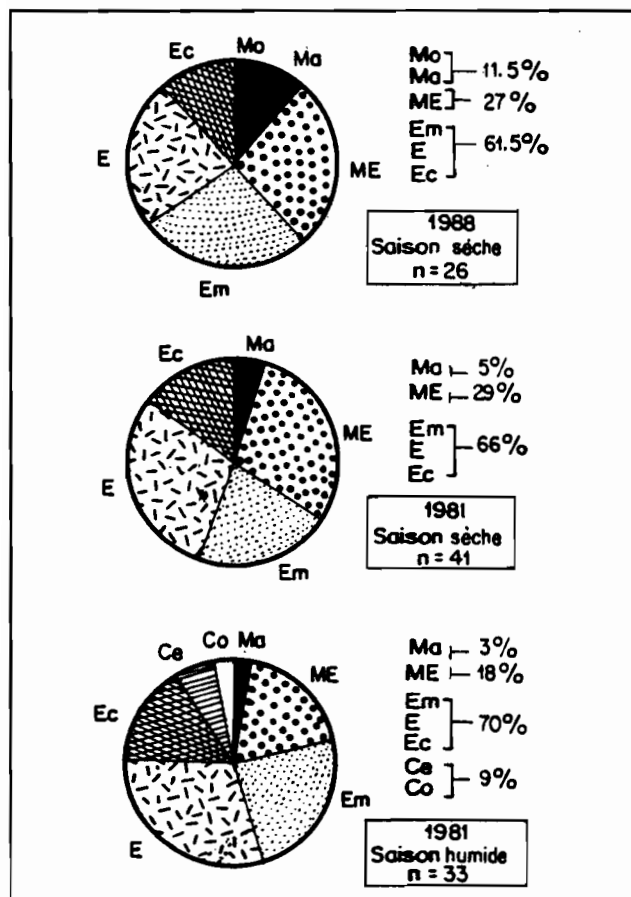 Ec Mo Ma
E ME
Em
Mo
Ma 11.5%
ME 27%
Em
E 61.5%
Ec
1988
Saison séche
n = 26
Ec Ma
E ME
Em
Ma 5%
ME 29%
Em
E 66%
Ec
1981
Saison sèche
n = 41
Ce Co Ma
Ec ME
E Em
Ma 3%
ME 18%
Em
E 70%
Ec
Ce
Co 9%
1981
Saison humide
n = 33